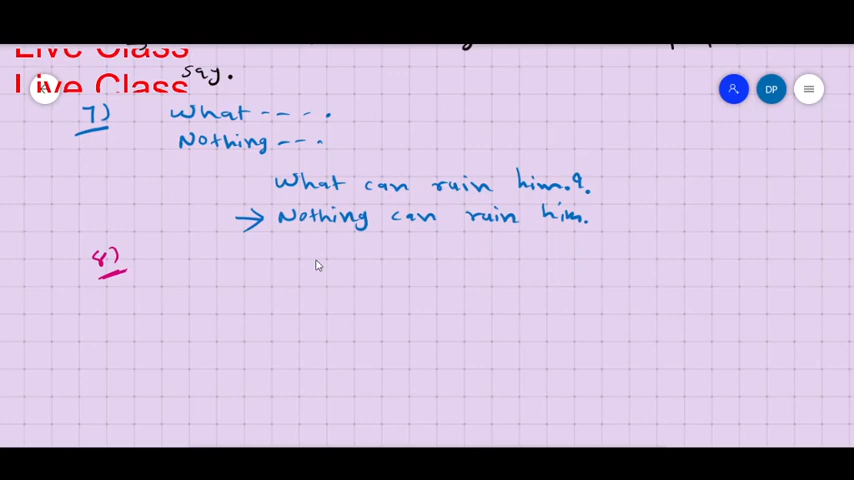 Live Class
say.
Live Class
7) What ---.
Nothing ---
What can ruin him.?.
→ Nothing can ruin him.
8)
DP